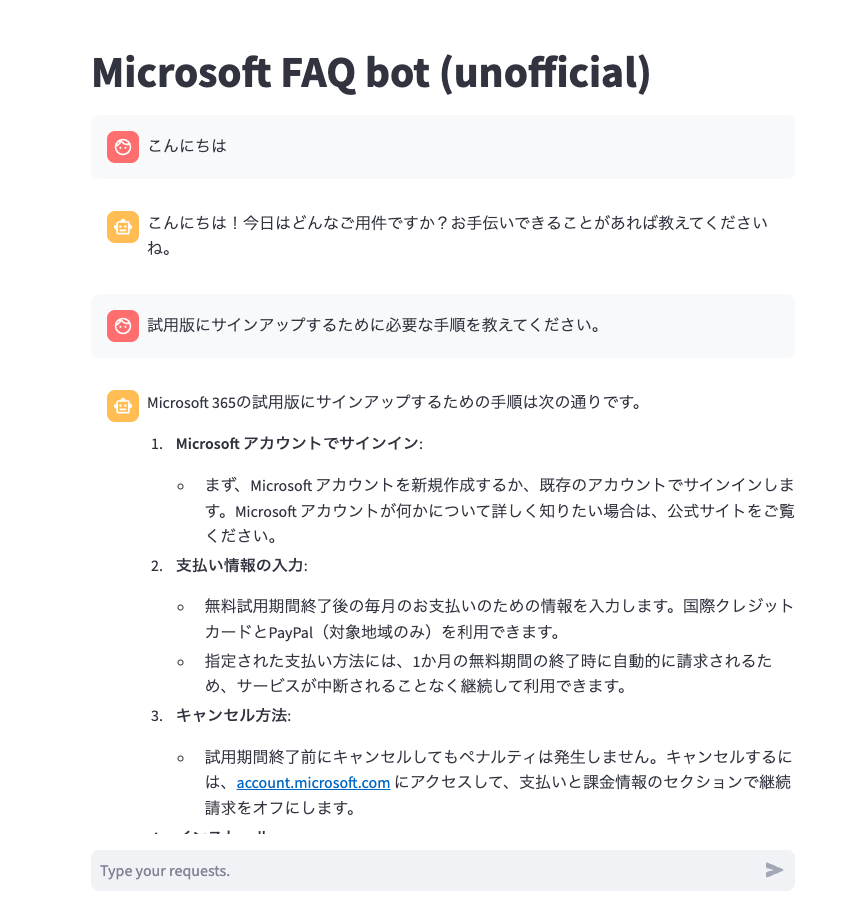 Microsoft FAQ bot (unofficial)
こんにちは
こんにちは！今日はどんなご用件ですか？お手伝いできることがあれば教えてください
ね。
試用版にサインアップするために必要な手順を教えてください。
Microsoft 365の試用版にサインアップするための手順は次の通りです。
1. Microsoft アカウントでサインイン:
まず、Microsoft アカウントを新規作成するか、既存のアカウントでサインインしま
す。Microsoft アカウントが何かについて詳しく知りたい場合は、公式サイトをご覧
ください。
2. 支払い情報の入力:
無料試用期間終了後の毎月のお支払いのための情報を入力します。国際クレジット
カードとPayPal（対象地域のみ）を利用できます。
指定された支払い方法には、1か月の無料期間の終了時に自動的に請求されるた
め、サービスが中断されることなく継続して利用できます。
3. キャンセル方法:
試用期間終了前にキャンセルしてもペナルティは発生しません。キャンセルするに
は、account.microsoft.com にアクセスして、支払いと課金情報のセクションで継続
請求をオフにします。
Type your requests.